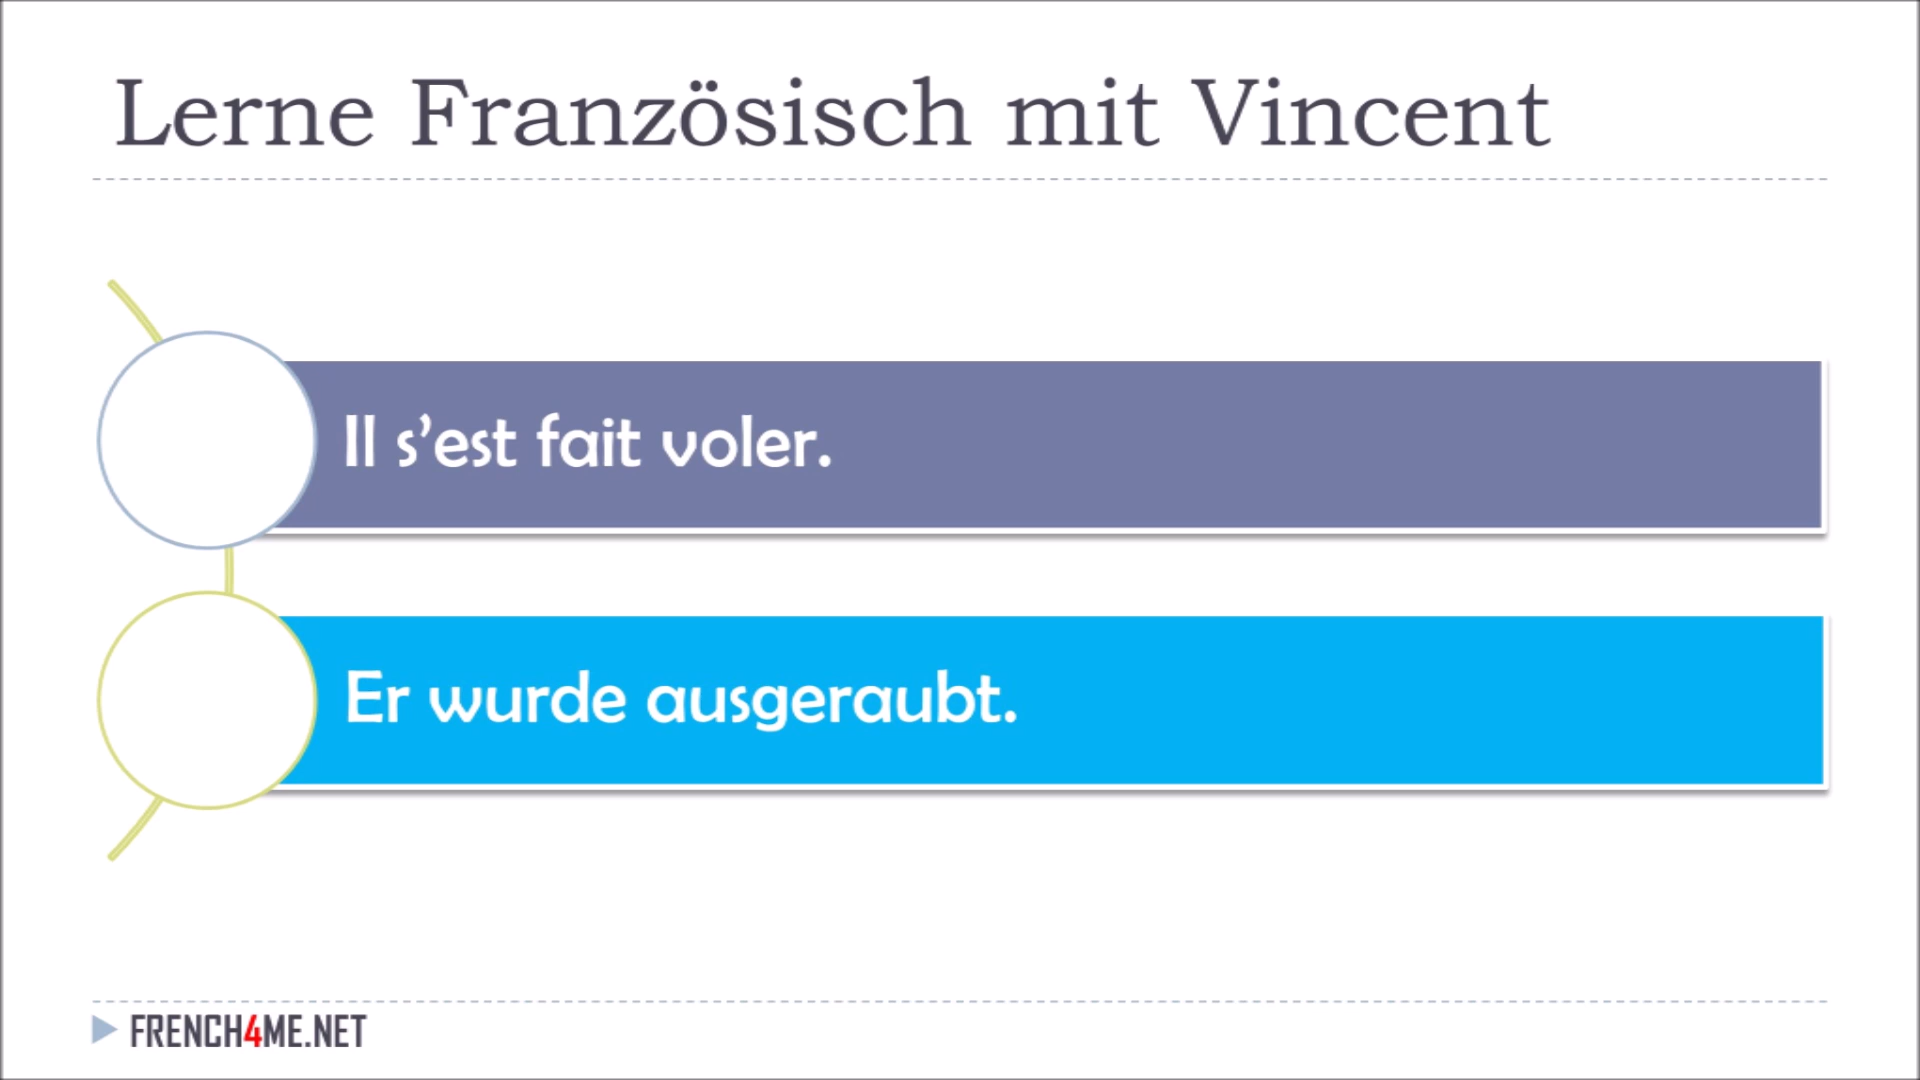 Lerne Französisch mit Vincent
Il s’est fait voler.
Er wurde ausgeraubt.
FRENCH4ME.NET